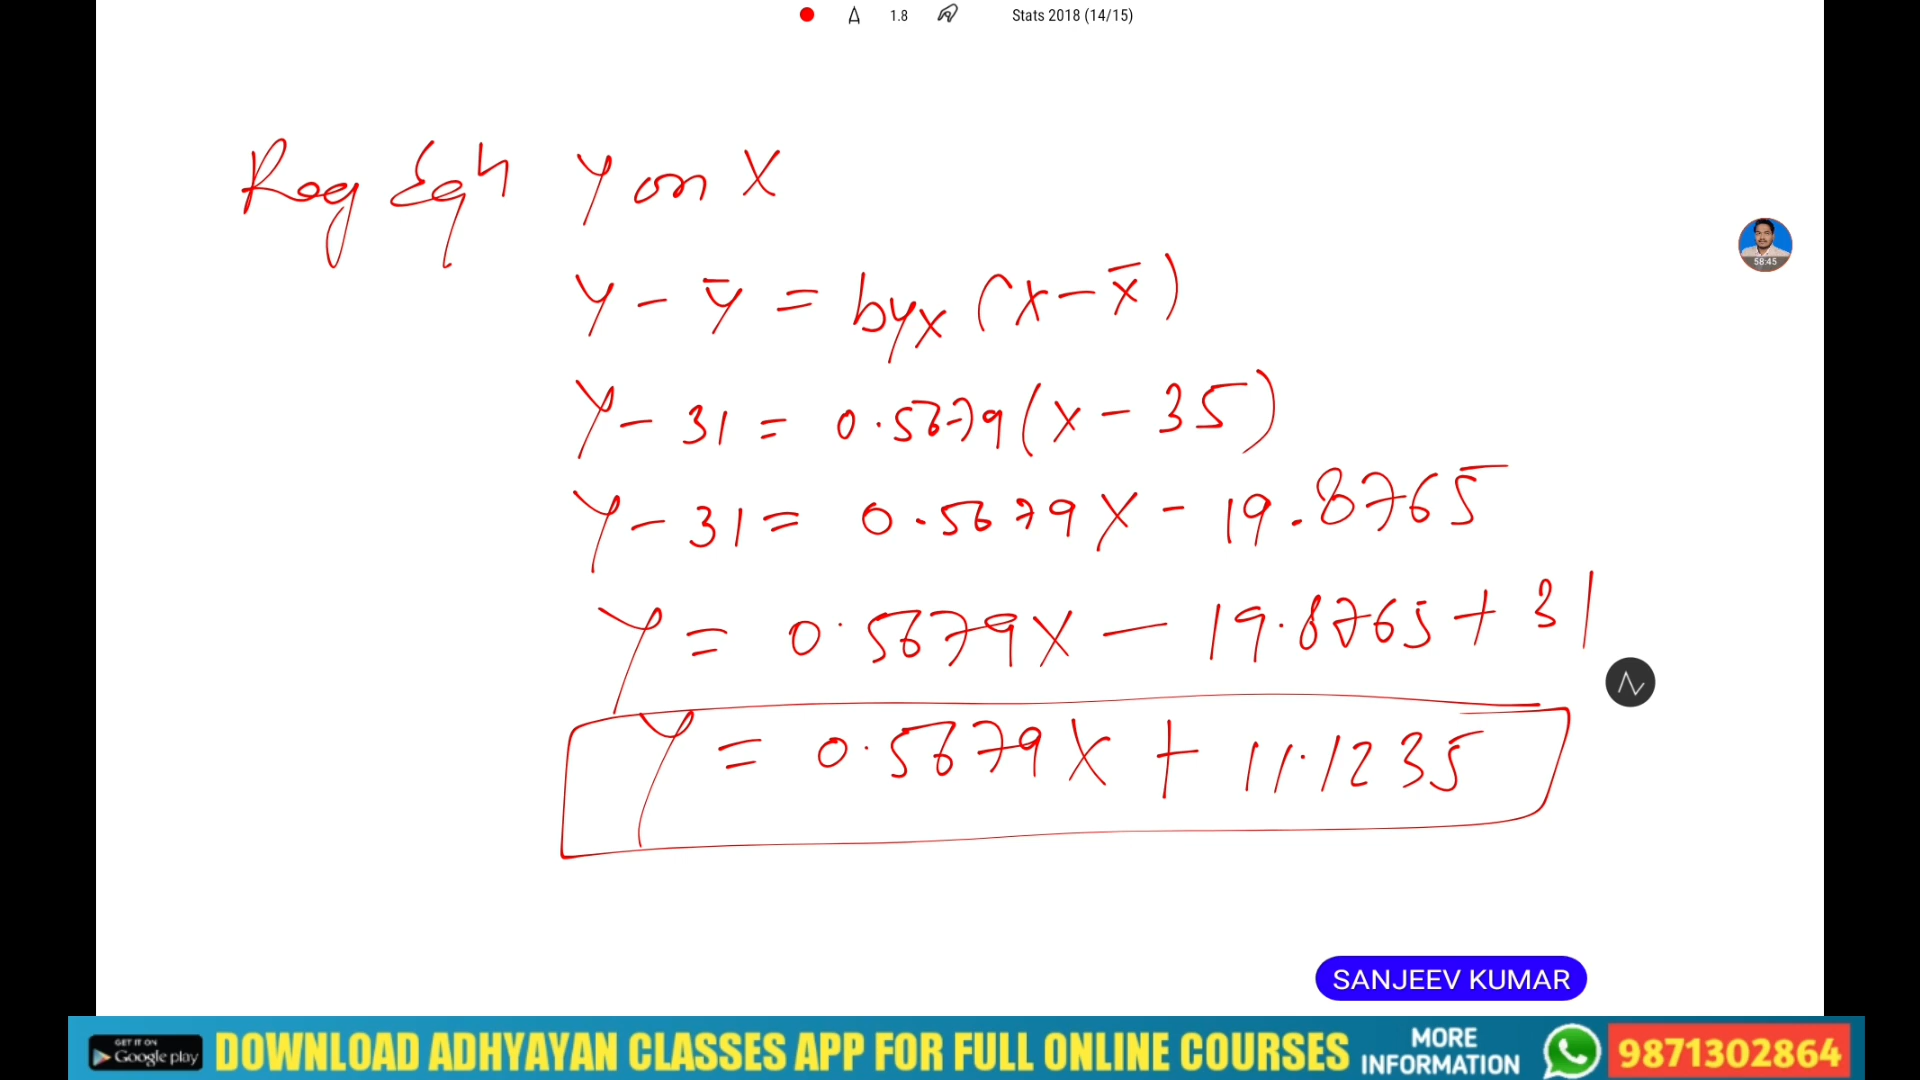 1.8 Stats 2018 (14/15)
Reg Eqn Y on X
Y - ȳ = byx (x - x̄)
58:45
Y - 31 = 0.5679 (x - 35)
Y - 31 = 0.5679X - 19.8765
Y = 0.5679X - 19.8765 + 31
Y = 0.5679X + 11.1235
SANJEEV KUMAR
GET IT ON
Google play
DOWNLOAD ADHYAYAN CLASSES APP FOR FULL ONLINE COURSES
MORE
INFORMATION
9871302864